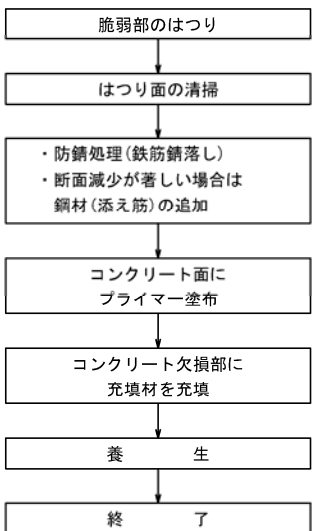 脆弱部のはつり
はつり面の清掃
・防錆処理(鉄筋錆落し)
・断面減少が著しい場合は
鋼材(添え筋)の追加
コンクリート面に
プライマー塗布
コンクリート欠損部に
充填材を充填
養　　　　生
終　　　　了